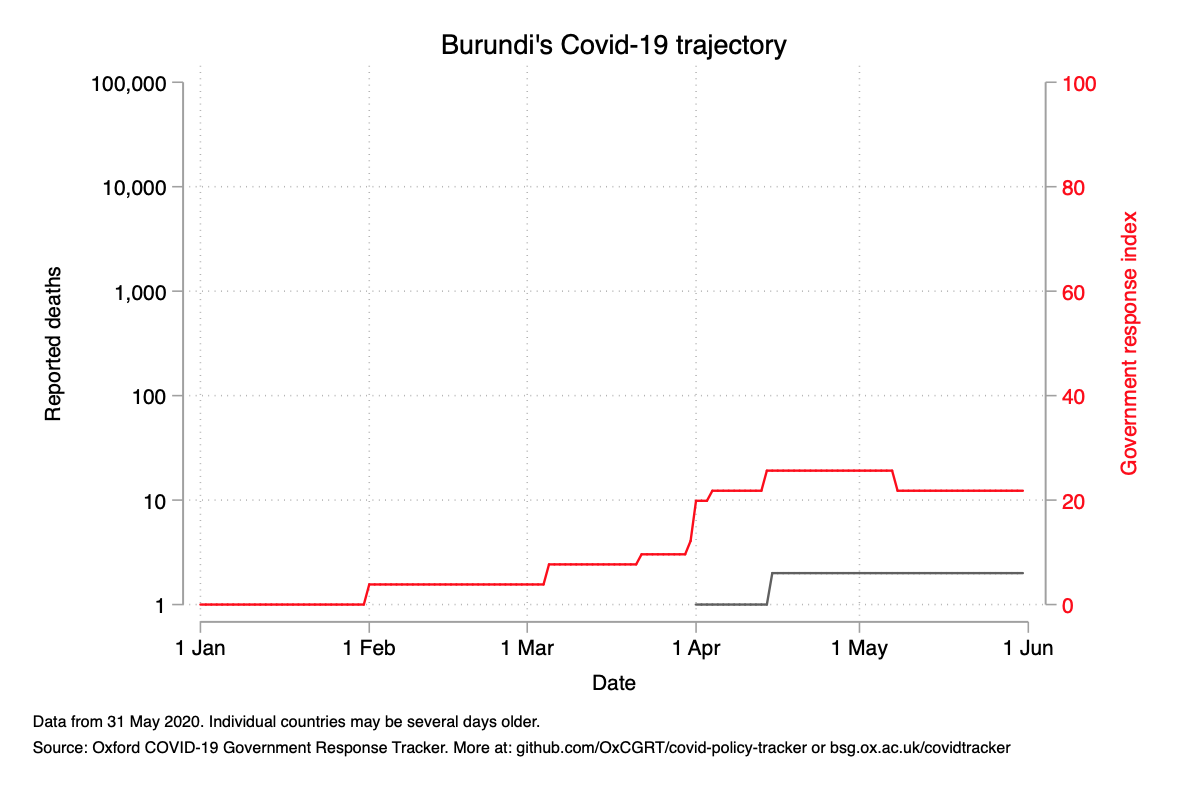 Burundi's Covid-19 trajectory
100,000
10,000
1,000
100
10
1
Reported deaths
100
80
60
40
20
0
Government response index
1 Jan
1 Feb
1 Mar
1 Apr
1 May
1 Jun
Date
Data from 31 May 2020. Individual countries may be several days older.
Source: Oxford COVID-19 Government Response Tracker. More at: github.com/OxCGRT/covid-policy-tracker or bsg.ox.ac.uk/covidtracker